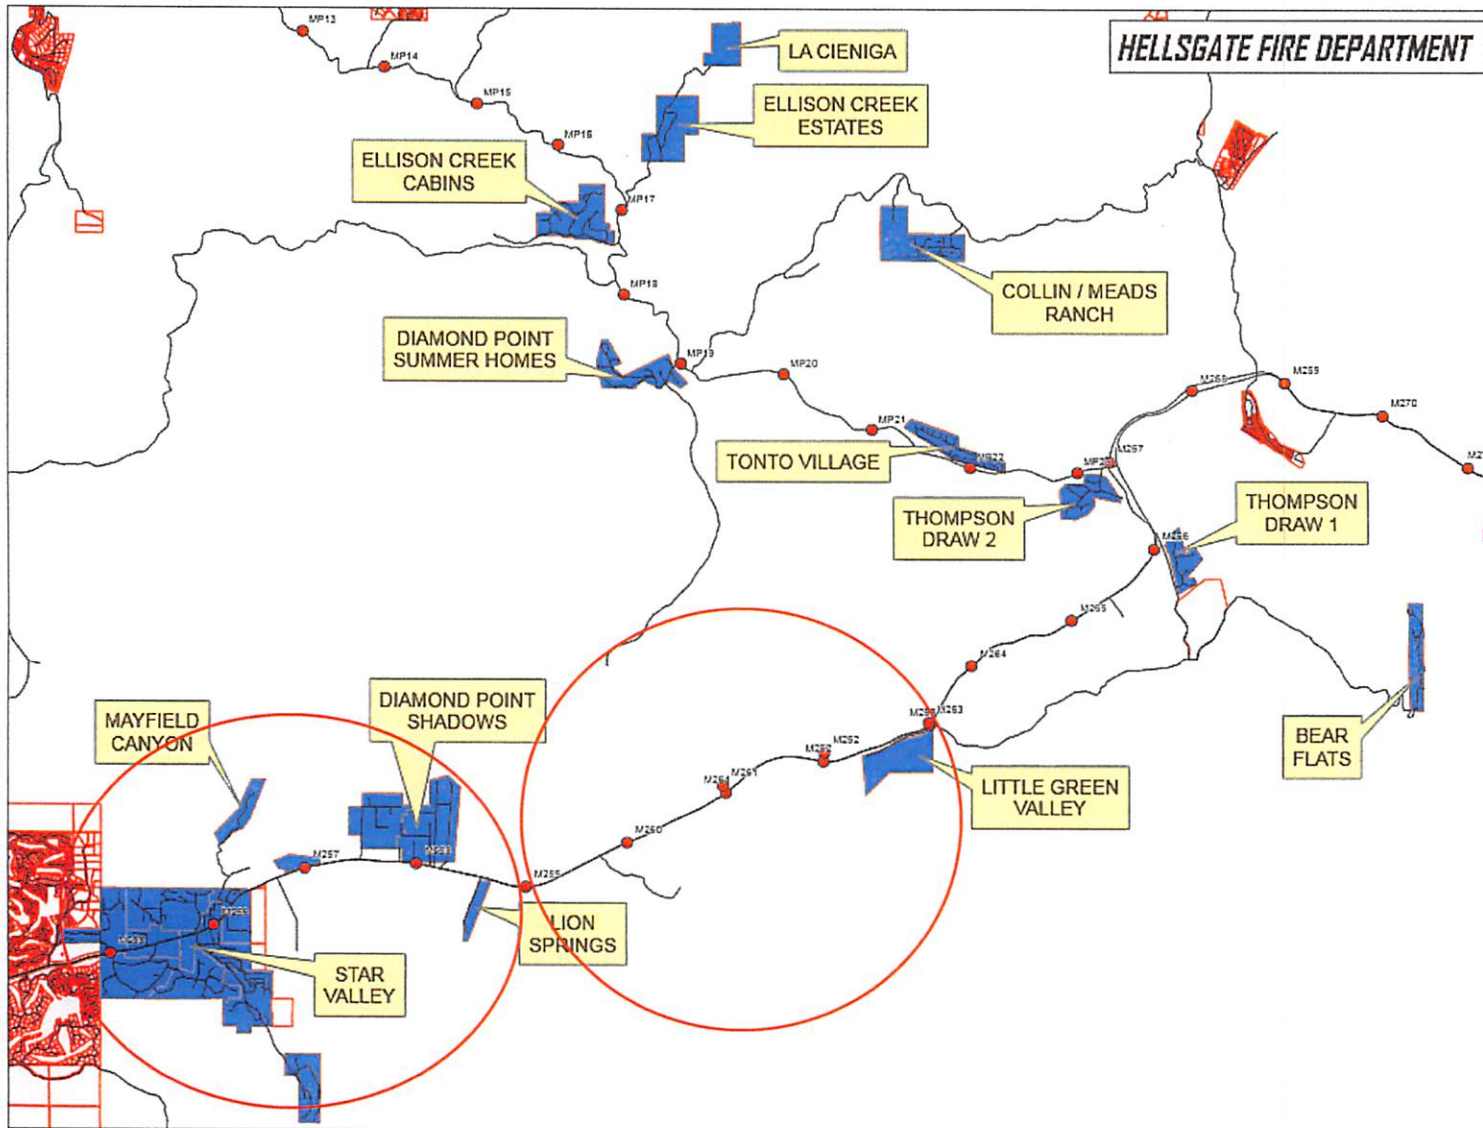 HELLSGATE FIRE DEPARTMENT
MP13
MP14
MP15
MP16
MP17
MP18
MP19
MP20
MP21
LA CIENIGA
ELLISON CREEK
ESTATES
ELLISON CREEK
CABINS
COLLIN / MEADS
RANCH
DIAMOND POINT
SUMMER HOMES
M269
M270
TONTO VILLAGE
M267
THOMPSON
DRAW 2
THOMPSON
DRAW 1
M265
M264
M263
M262
M261
M260
M257
MAYFIELD
CANYON
DIAMOND POINT
SHADOWS
BEAR
FLATS
LITTLE GREEN
VALLEY
LION
SPRINGS
STAR
VALLEY